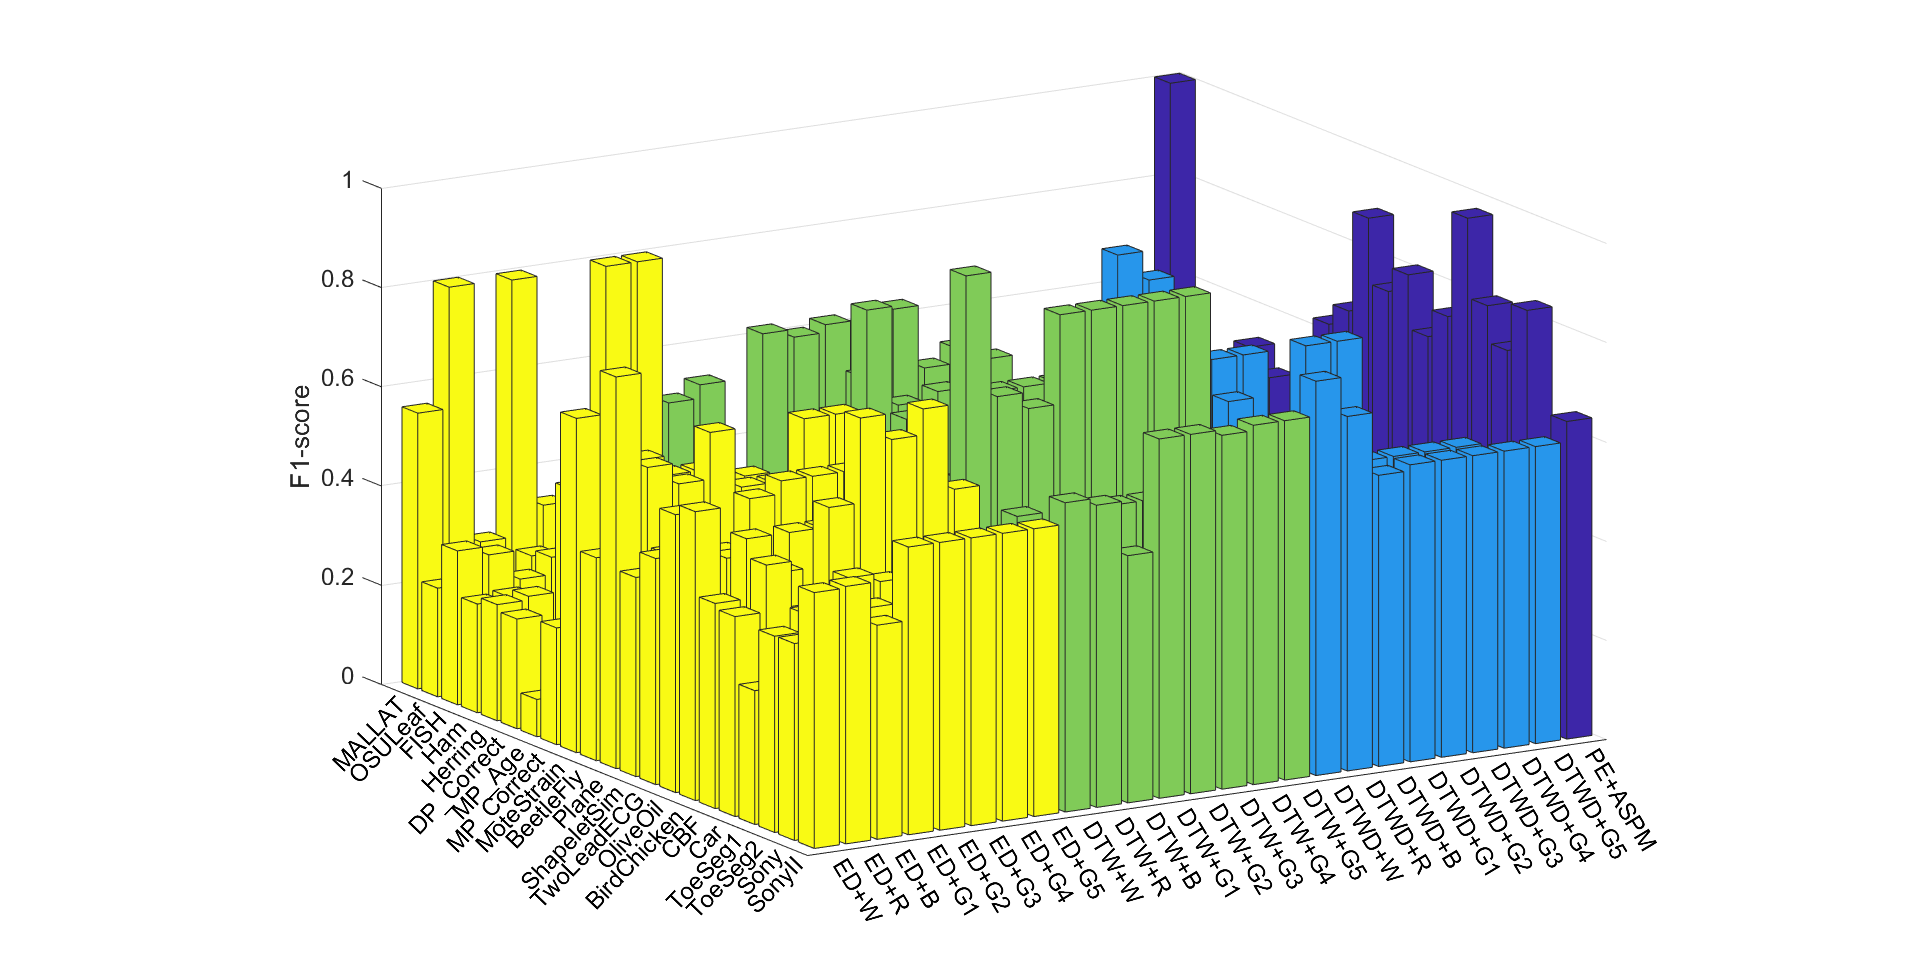 1
0.8
0.6
0.4
0.2
0
F1-score
MALLAT
OSULeaf
FISH
Ham
Herring
DP_Correct
TMP_Age
MP_Correct
MoteStrain
BeetleFly
Plane
ShapeletSim
TwoLeadECG
OliveOil
BirdChicken
CBF
Car
ToeSeg1
ToeSeg2
Sony
SonyII
ED+W
ED+R
ED+B
ED+G1
ED+G2
ED+G3
ED+G4
ED+G5
DTW+W
DTW+R
DTW+B
DTW+G1
DTW+G2
DTW+G3
DTW+G4
DTW+G5
DTWD+W
DTWD+R
DTWD+B
DTWD+G1
DTWD+G2
DTWD+G3
DTWD+G4
DTWD+G5
PE+ASPM